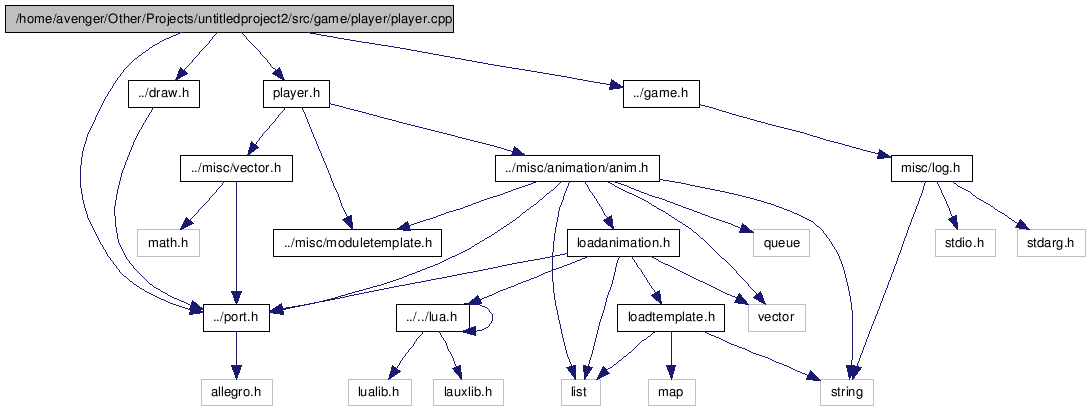 /home/avenger/Other/Projects/untitledproject2/src/game/player/player.cpp
../draw.h
player.h
../game.h
../misc/vector.h
../misc/animation/anim.h
misc/log.h
math.h
../misc/moduletemplate.h
loadanimation.h
queue
stdio.h
stdarg.h
../port.h
../../lua.h
loadtemplate.h
vector
allegro.h
lualib.h
lauxlib.h
list
map
string